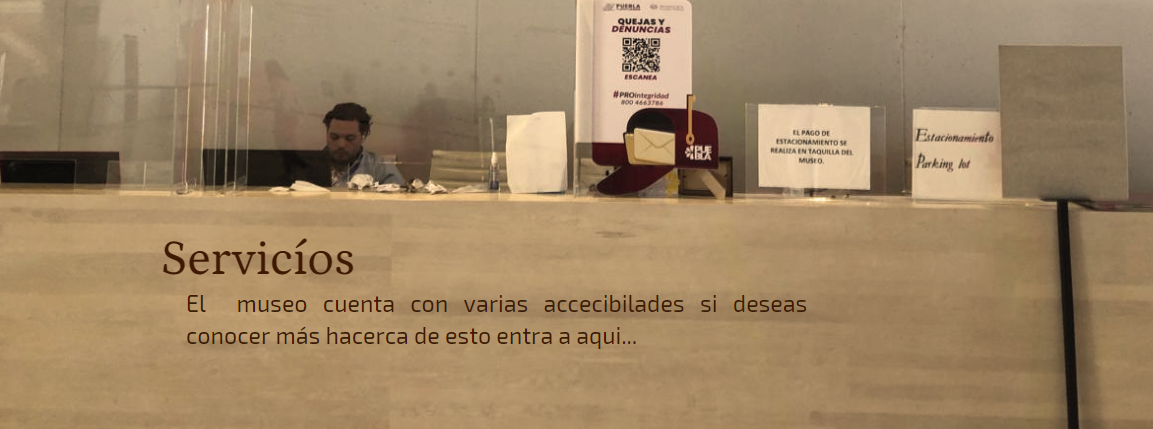 PUEBLA
QUEJAS Y
DENUNCIAS
ESCANEA
#PROintegridad
800 4663786
PUE
BLA
EL PAGO DE
ESTACIONAMIENTO SE
REALIZA EN TAQUILLA DEL
MUSEO.
Estacionamiento
Parking lot
Servicíos
El museo cuenta con varias accecibilades si deseas
conocer más hacerca de esto entra a aqui...